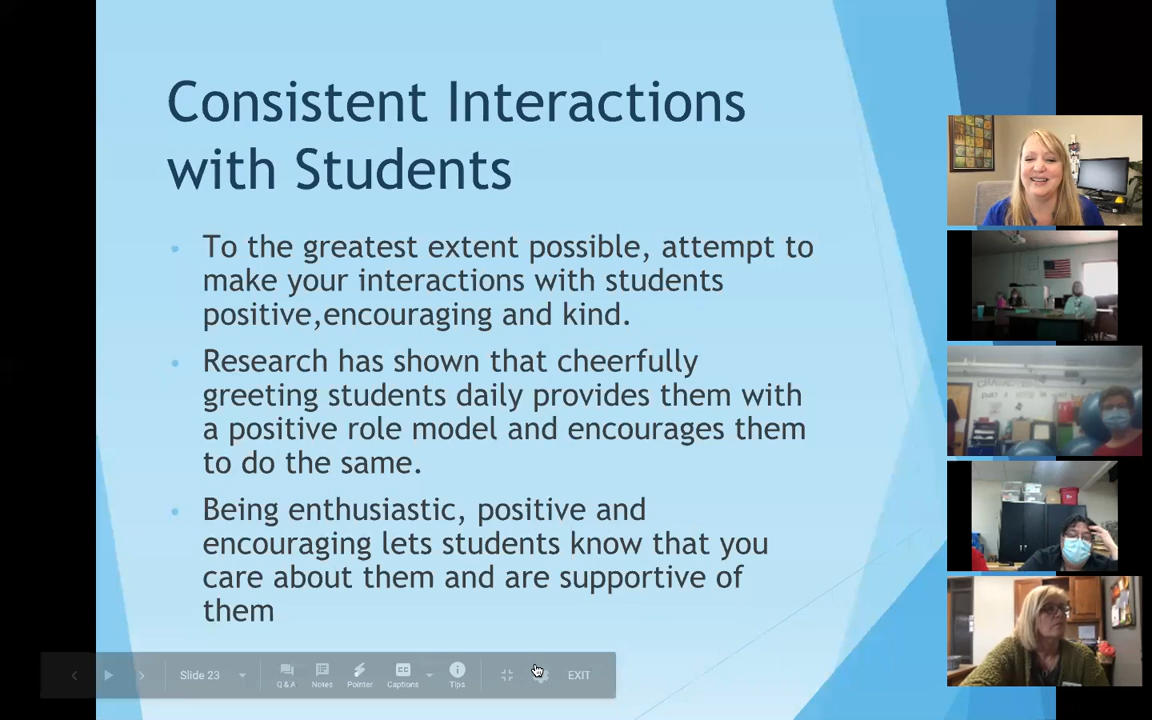 Consistent Interactions
with Students
To the greatest extent possible, attempt to
make your interactions with students
positive,encouraging and kind.
Research has shown that cheerfully
greeting students daily provides them with
a positive role model and encourages them
to do the same.
Being enthusiastic, positive and
encouraging lets students know that you
care about them and are supportive of
them
Slide 23
Q&A
Notes
Pointer
CC
Captions
Tips
EXIT